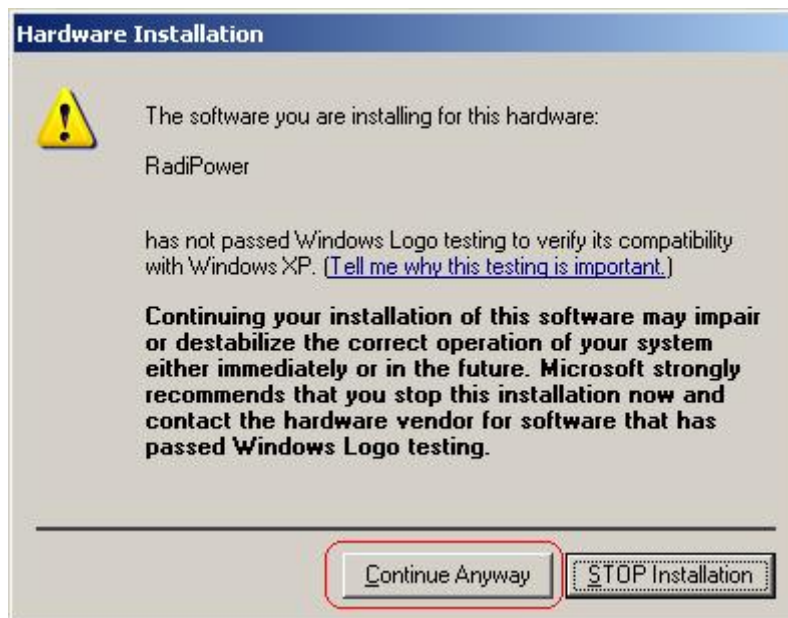 Hardware Installation
The software you are installing for this hardware:
RadiPower
has not passed Windows Logo testing to verify its compatibility
with Windows XP. (Tell me why this testing is important.)
Continuing your installation of this software may impair
or destabilize the correct operation of your system
either immediately or in the future. Microsoft strongly
recommends that you stop this installation now and
contact the hardware vendor for software that has
passed Windows Logo testing.
Continue Anyway STOP Installation